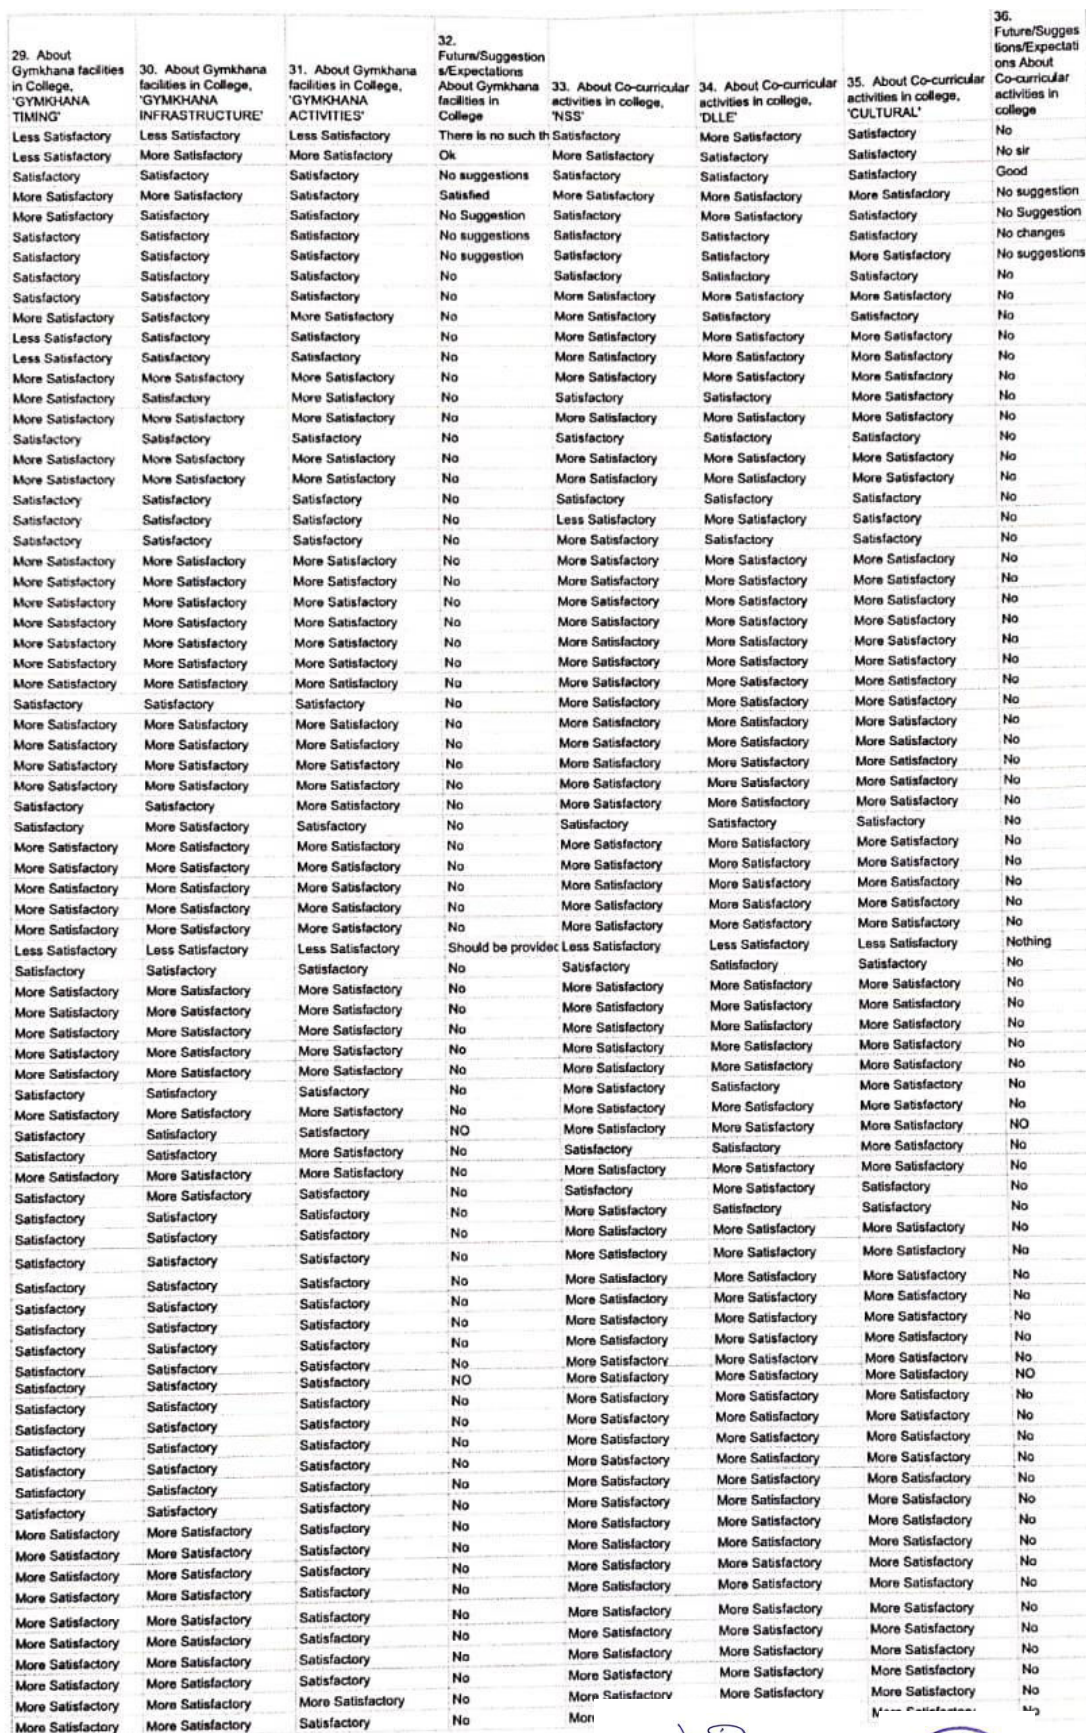 29. About
Gymkhana facilities
in College,
'GYMKHANA
TIMING'
30. About Gymkhana
facilities in College,
'GYMKHANA
INFRASTRUCTURE'
31. About Gymkhana
facilities in College,
'GYMKHANA
ACTIVITIES'
32.
Future/Suggestion
s/Expectations
About Gymkhana
facilities in
College
33. About Co-curricular
activities in college,
'NSS'
34. About Co-curricular
activities in college,
'DLLE'
35. About Co-curricular
activities in college,
'CULTURAL'
36.
Future/Sugges
tions/Expectati
ons About
Co-curricular
activities in
college
Less Satisfactory Less Satisfactory Less Satisfactory There is no such th Satisfactory More Satisfactory Satisfactory No
Less Satisfactory More Satisfactory More Satisfactory Ok More Satisfactory Satisfactory Satisfactory No sir
Satisfactory Satisfactory Satisfactory No suggestions Satisfactory Satisfactory Satisfactory Good
More Satisfactory More Satisfactory Satisfactory Satisfied More Satisfactory More Satisfactory More Satisfactory No suggestion
More Satisfactory Satisfactory Satisfactory No Suggestion Satisfactory More Satisfactory Satisfactory No Suggestion
Satisfactory Satisfactory Satisfactory No suggestions Satisfactory Satisfactory Satisfactory No changes
Satisfactory Satisfactory Satisfactory No suggestion Satisfactory Satisfactory More Satisfactory No suggestions
Satisfactory Satisfactory Satisfactory No Satisfactory Satisfactory Satisfactory No
Satisfactory Satisfactory Satisfactory No More Satisfactory More Satisfactory More Satisfactory No
More Satisfactory Satisfactory More Satisfactory No More Satisfactory Satisfactory Satisfactory No
Less Satisfactory Satisfactory Satisfactory No More Satisfactory More Satisfactory More Satisfactory No
Less Satisfactory Satisfactory Satisfactory No More Satisfactory More Satisfactory More Satisfactory No
More Satisfactory More Satisfactory More Satisfactory No More Satisfactory More Satisfactory More Satisfactory No
More Satisfactory Satisfactory More Satisfactory No Satisfactory Satisfactory More Satisfactory No
More Satisfactory More Satisfactory More Satisfactory No More Satisfactory More Satisfactory More Satisfactory No
Satisfactory Satisfactory Satisfactory No Satisfactory Satisfactory Satisfactory No
More Satisfactory More Satisfactory More Satisfactory No More Satisfactory More Satisfactory More Satisfactory No
More Satisfactory More Satisfactory More Satisfactory No More Satisfactory More Satisfactory More Satisfactory No
Satisfactory Satisfactory Satisfactory No Satisfactory Satisfactory Satisfactory No
Satisfactory Satisfactory Satisfactory No Less Satisfactory More Satisfactory Satisfactory No
Satisfactory Satisfactory Satisfactory No More Satisfactory Satisfactory Satisfactory No
More Satisfactory More Satisfactory More Satisfactory No More Satisfactory More Satisfactory More Satisfactory No
More Satisfactory More Satisfactory More Satisfactory No More Satisfactory More Satisfactory More Satisfactory No
More Satisfactory More Satisfactory More Satisfactory No More Satisfactory More Satisfactory More Satisfactory No
More Satisfactory More Satisfactory More Satisfactory No More Satisfactory More Satisfactory More Satisfactory No
More Satisfactory More Satisfactory More Satisfactory No More Satisfactory More Satisfactory More Satisfactory No
More Satisfactory More Satisfactory More Satisfactory No More Satisfactory More Satisfactory More Satisfactory No
More Satisfactory More Satisfactory More Satisfactory No More Satisfactory More Satisfactory More Satisfactory No
Satisfactory Satisfactory Satisfactory No More Satisfactory More Satisfactory More Satisfactory No
More Satisfactory More Satisfactory More Satisfactory No More Satisfactory More Satisfactory More Satisfactory No
More Satisfactory More Satisfactory More Satisfactory No More Satisfactory More Satisfactory More Satisfactory No
More Satisfactory More Satisfactory More Satisfactory No More Satisfactory More Satisfactory More Satisfactory No
More Satisfactory More Satisfactory More Satisfactory No More Satisfactory More Satisfactory More Satisfactory No
Satisfactory Satisfactory More Satisfactory No More Satisfactory More Satisfactory More Satisfactory No
Satisfactory More Satisfactory Satisfactory No Satisfactory Satisfactory Satisfactory No
More Satisfactory More Satisfactory More Satisfactory No More Satisfactory More Satisfactory More Satisfactory No
More Satisfactory More Satisfactory More Satisfactory No More Satisfactory More Satisfactory More Satisfactory No
More Satisfactory More Satisfactory More Satisfactory No More Satisfactory More Satisfactory More Satisfactory No
More Satisfactory More Satisfactory More Satisfactory No More Satisfactory More Satisfactory More Satisfactory No
More Satisfactory More Satisfactory More Satisfactory No More Satisfactory More Satisfactory More Satisfactory No
Less Satisfactory Less Satisfactory Less Satisfactory Should be provided Less Satisfactory Less Satisfactory Less Satisfactory Nothing
Satisfactory Satisfactory Satisfactory No Satisfactory Satisfactory Satisfactory No
More Satisfactory More Satisfactory More Satisfactory No More Satisfactory More Satisfactory More Satisfactory No
More Satisfactory More Satisfactory More Satisfactory No More Satisfactory More Satisfactory More Satisfactory No
More Satisfactory More Satisfactory More Satisfactory No More Satisfactory More Satisfactory More Satisfactory No
More Satisfactory More Satisfactory More Satisfactory No More Satisfactory More Satisfactory More Satisfactory No
More Satisfactory More Satisfactory More Satisfactory No More Satisfactory More Satisfactory More Satisfactory No
Satisfactory Satisfactory Satisfactory No More Satisfactory Satisfactory More Satisfactory No
More Satisfactory More Satisfactory More Satisfactory No More Satisfactory More Satisfactory More Satisfactory No
Satisfactory Satisfactory Satisfactory NO More Satisfactory More Satisfactory More Satisfactory NO
Satisfactory Satisfactory More Satisfactory No Satisfactory Satisfactory More Satisfactory No
More Satisfactory More Satisfactory More Satisfactory No More Satisfactory More Satisfactory More Satisfactory No
Satisfactory More Satisfactory Satisfactory No Satisfactory More Satisfactory Satisfactory No
Satisfactory Satisfactory Satisfactory No More Satisfactory Satisfactory Satisfactory No
Satisfactory Satisfactory Satisfactory No More Satisfactory More Satisfactory More Satisfactory No
Satisfactory Satisfactory Satisfactory No More Satisfactory More Satisfactory More Satisfactory No
Satisfactory Satisfactory Satisfactory No More Satisfactory More Satisfactory More Satisfactory No
Satisfactory Satisfactory Satisfactory No More Satisfactory More Satisfactory More Satisfactory No
Satisfactory Satisfactory Satisfactory No More Satisfactory More Satisfactory More Satisfactory No
Satisfactory Satisfactory Satisfactory No More Satisfactory More Satisfactory More Satisfactory No
Satisfactory Satisfactory Satisfactory No More Satisfactory More Satisfactory More Satisfactory No
Satisfactory Satisfactory Satisfactory NO More Satisfactory More Satisfactory More Satisfactory NO
Satisfactory Satisfactory Satisfactory No More Satisfactory More Satisfactory More Satisfactory No
Satisfactory Satisfactory Satisfactory No More Satisfactory More Satisfactory More Satisfactory No
Satisfactory Satisfactory Satisfactory No More Satisfactory More Satisfactory More Satisfactory No
Satisfactory Satisfactory Satisfactory No More Satisfactory More Satisfactory More Satisfactory No
Satisfactory Satisfactory Satisfactory No More Satisfactory More Satisfactory More Satisfactory No
Satisfactory Satisfactory Satisfactory No More Satisfactory More Satisfactory More Satisfactory No
More Satisfactory More Satisfactory Satisfactory No More Satisfactory More Satisfactory More Satisfactory No
More Satisfactory More Satisfactory Satisfactory No More Satisfactory More Satisfactory More Satisfactory No
More Satisfactory More Satisfactory Satisfactory No More Satisfactory More Satisfactory More Satisfactory No
More Satisfactory More Satisfactory Satisfactory No More Satisfactory More Satisfactory More Satisfactory No
More Satisfactory More Satisfactory Satisfactory No More Satisfactory More Satisfactory More Satisfactory No
More Satisfactory More Satisfactory Satisfactory No More Satisfactory More Satisfactory More Satisfactory No
More Satisfactory More Satisfactory Satisfactory No More Satisfactory More Satisfactory More Satisfactory No
More Satisfactory More Satisfactory Satisfactory No More Satisfactory More Satisfactory More Satisfactory No
More Satisfactory More Satisfactory More Satisfactory No More Satisfactory More Satisfactory More Satisfactory No
More Satisfactory More Satisfactory Satisfactory No